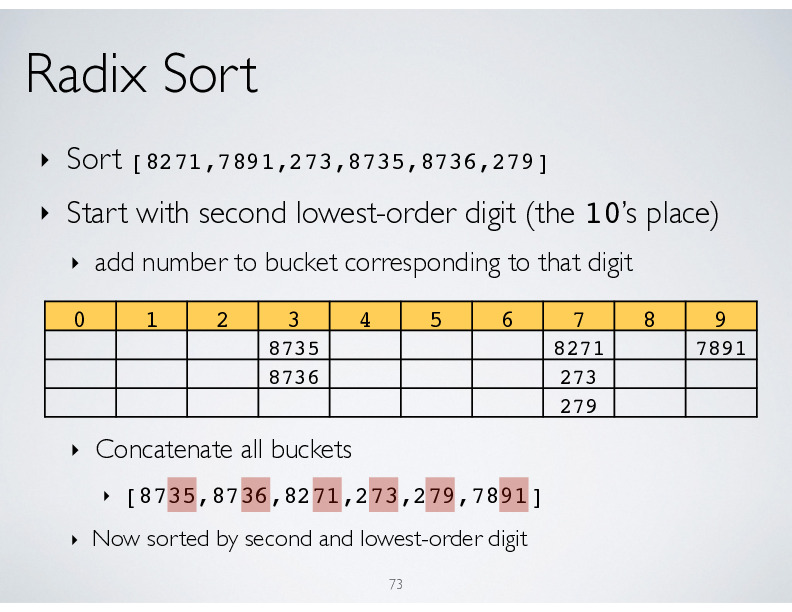 Radix Sort
‣ Sort [8271,7891,273,8735,8736,279]
‣ Start with second lowest-order digit (the 10’s place)
‣ add number to bucket corresponding to that digit
0 1 2 3 4 5 6 7 8 9
8735 8271 7891
8736 273
279
‣ Concatenate all buckets
‣ [8735,8736,8271,273,279,7891]
‣ Now sorted by second and lowest-order digit
73